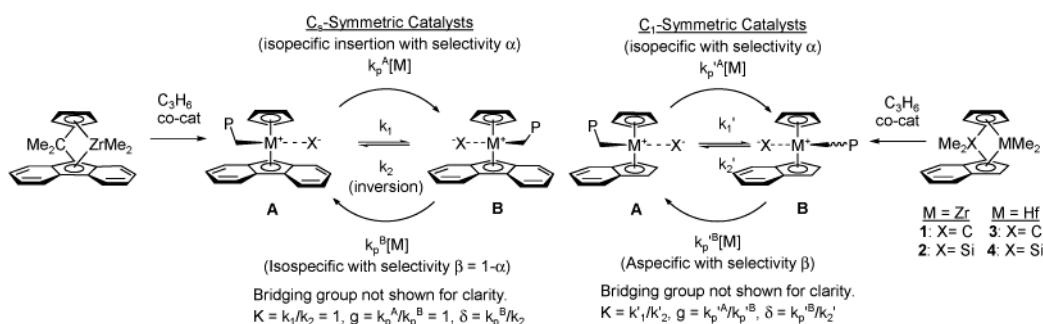 Cs-Symmetric Catalysts
(isopecific insertion with selectivity α)
kpA[M]
C3H6
co-cat
Me2C
ZrMe2
P
M+
X-
k1
k2
(inversion)
-X
M+
P
A
B
kpB[M]
(Isospecific with selectivity β = 1-α)
Bridging group not shown for clarity.
K = k1/k2 = 1, g = kpA/kpB = 1, δ = kpB/k2
C1-Symmetric Catalysts
(isopecific with selectivity α)
kp'A[M]
P
M+
X-
k1'
k2'
-X
M+
P
C3H6
co-cat
Me2X
MMe2
A
B
kp'B[M]
(Aspecific with selectivity β)
Bridging group not shown for clarity.
K = k'1/k'2, g = kp'A/kp'B, δ = kp'B/k2'
M = Zr M = Hf
1: X= C 3: X= C
2: X= Si 4: X= Si